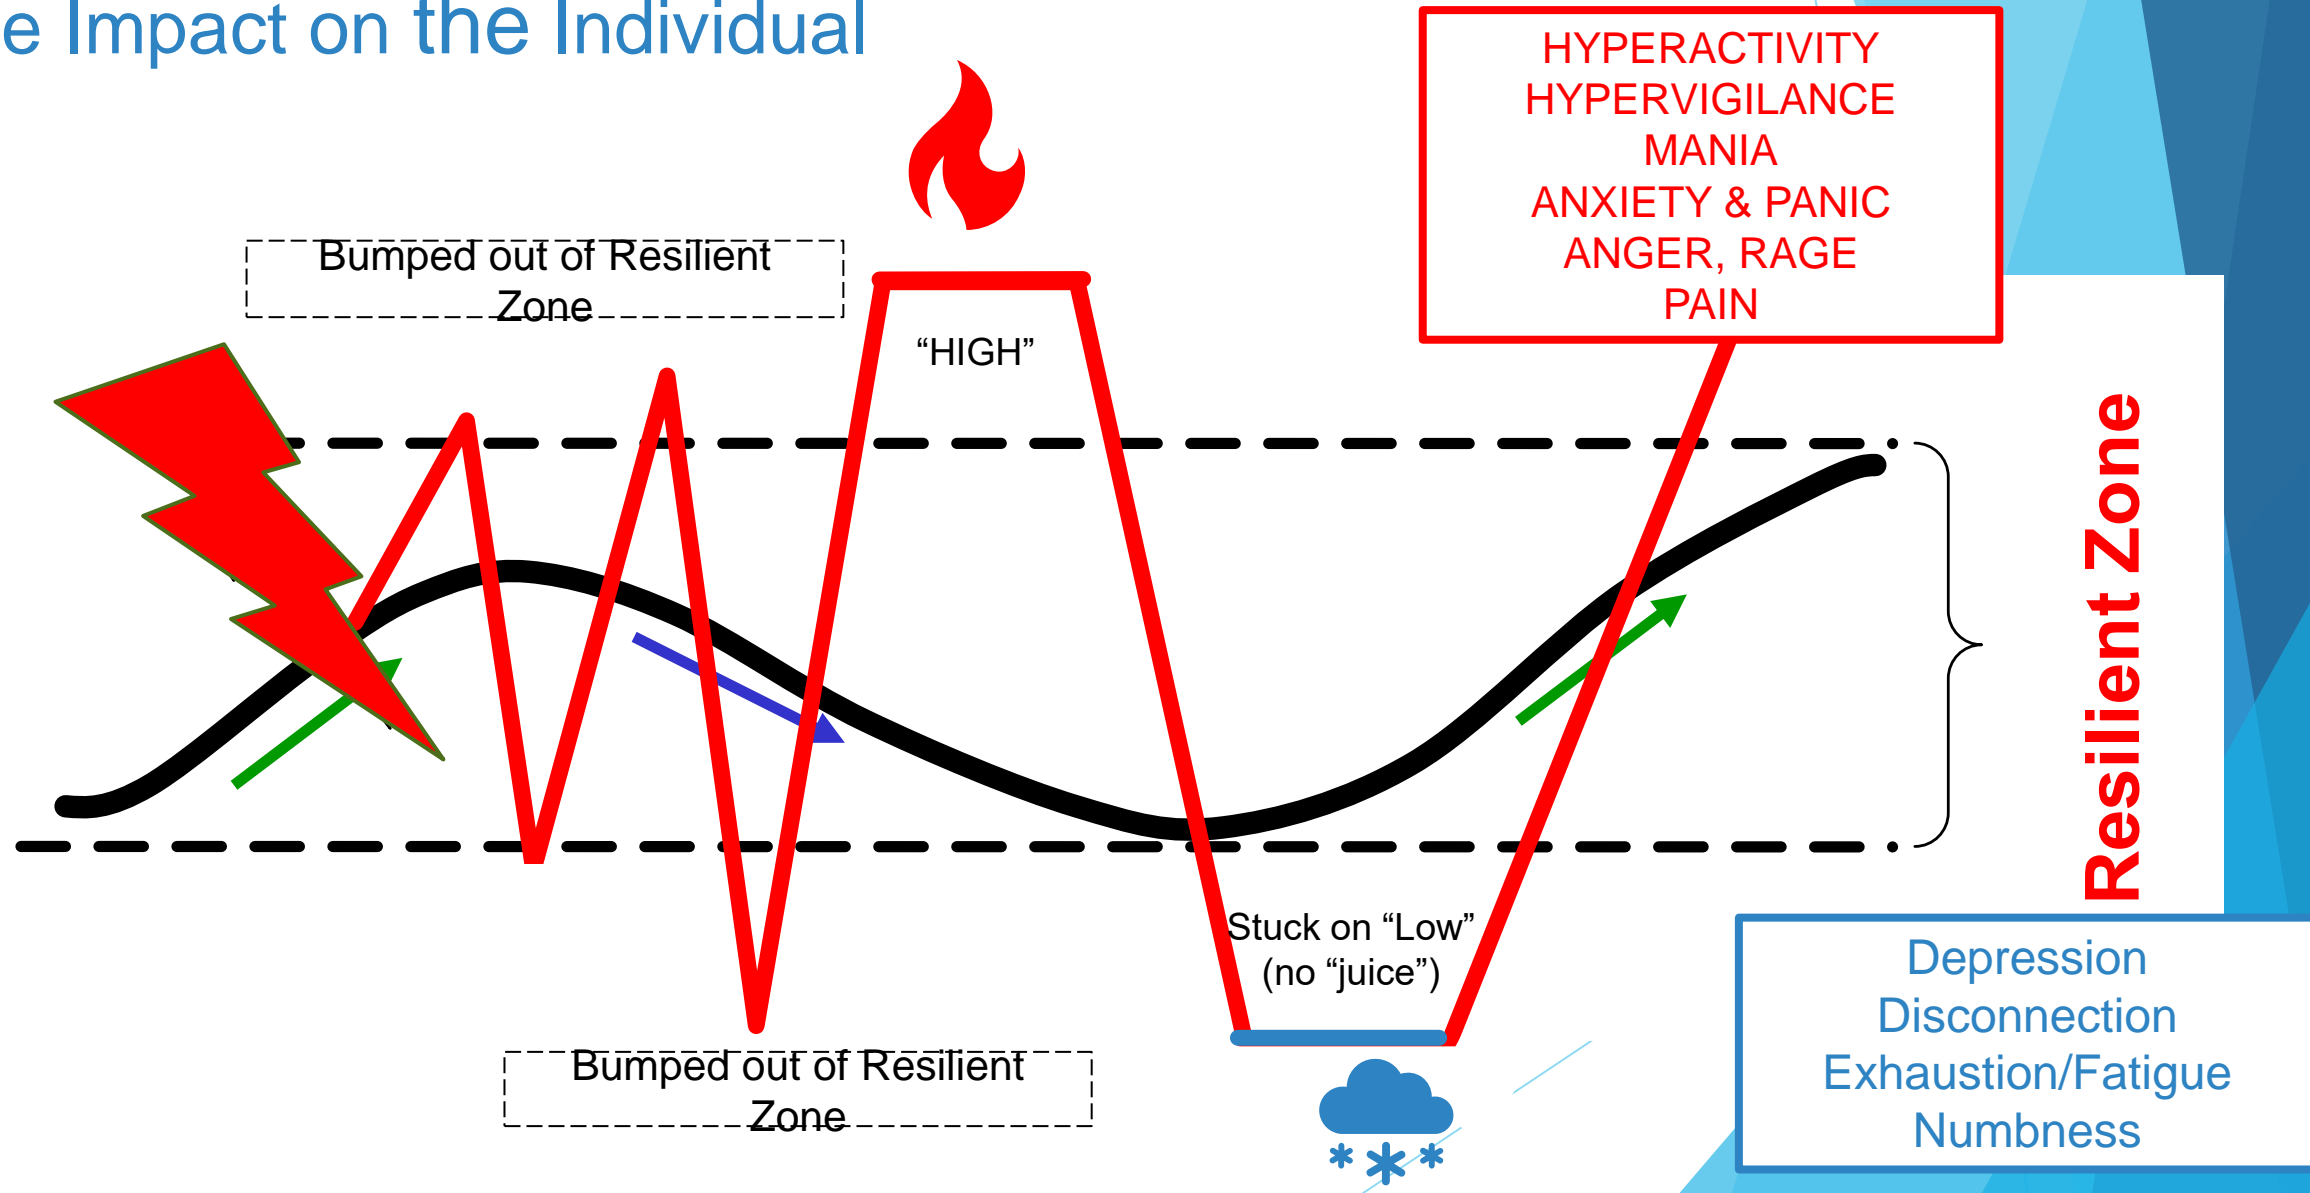 e Impact on the Individual
HYPERACTIVITY
HYPERVIGILANCE
MANIA
ANXIETY & PANIC
ANGER, RAGE
PAIN
Bumped out of Resilient
Zone
“HIGH”
Resilient Zone
Stuck on “Low”
(no “juice”)
Bumped out of Resilient
Zone
Depression
Disconnection
Exhaustion/Fatigue
Numbness